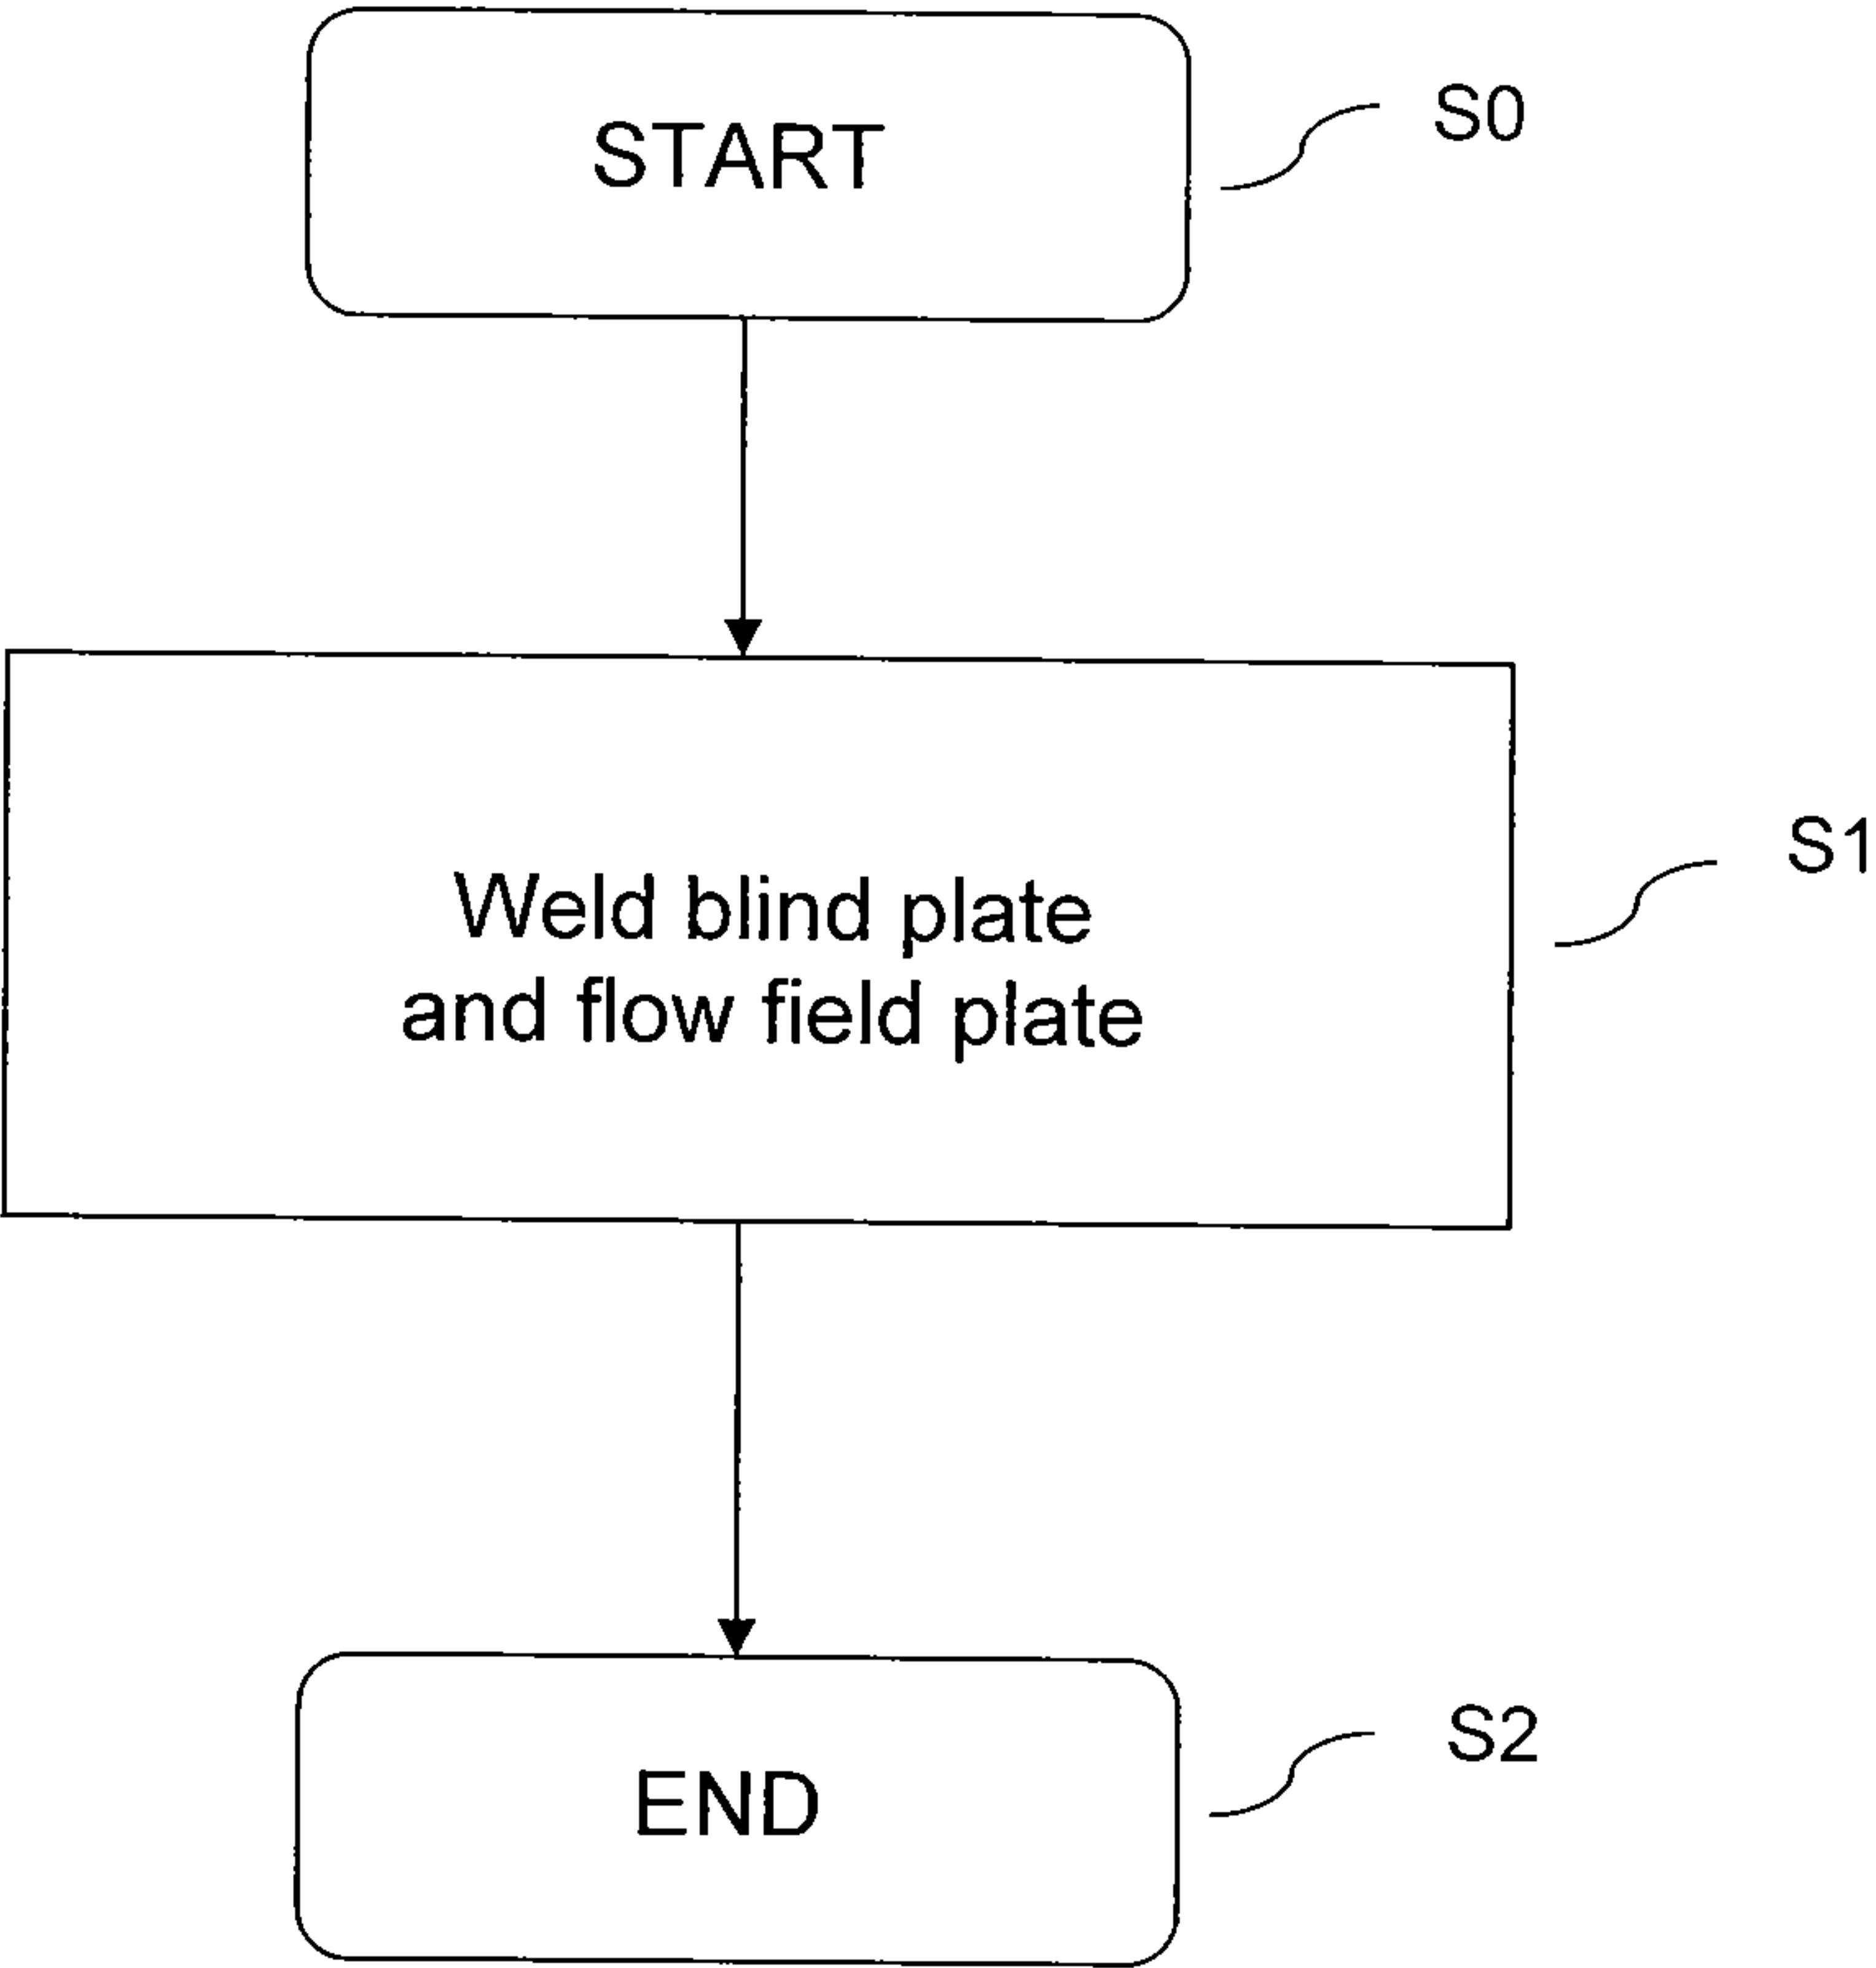 START
S0
Weld blind plate
and flow field plate
S1
END
S2